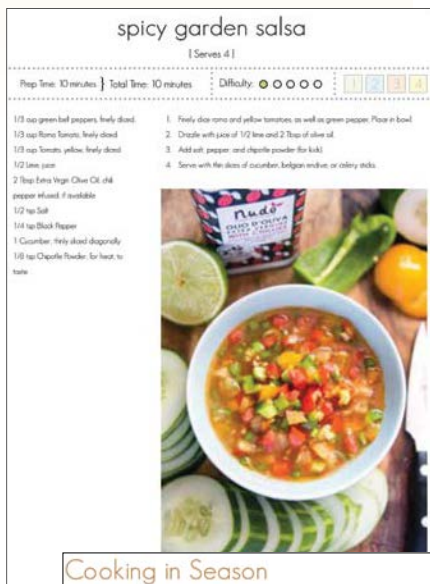 spicy garden salsa
{ Serves 4 }
Prep Time: 10 minutes } Total Time: 10 minutes
Difficulty:
1 2 3 4
1/3 cup green bell peppers, finely diced.
1/3 cup Roma Tomato, finely diced
1/3 cup Tomato, yellow, finely diced
1/2 Lime, juice
2 Tbsp Extra Virgin Olive Oil, chili
pepper infused, if available
1/2 tsp Salt
1/4 tsp Black Pepper
1 Cucumber, thinly sliced diagonally
1/8 tsp Chipotle Powder, for heat, to
taste
1. Finely dice roma and yellow tomatoes, as well as green pepper. Place in bowl.
2. Drizzle with juice of 1/2 lime and 2 Tbsp of olive oil.
3. Add salt, pepper, and chipotle powder (for kick).
4. Serve with thin slices of cucumber, belgian endive, or celery sticks.
nudo
OLIO D'OLIVA
EXTRA VERGINE
WITH CHILLIES
Cooking in Season